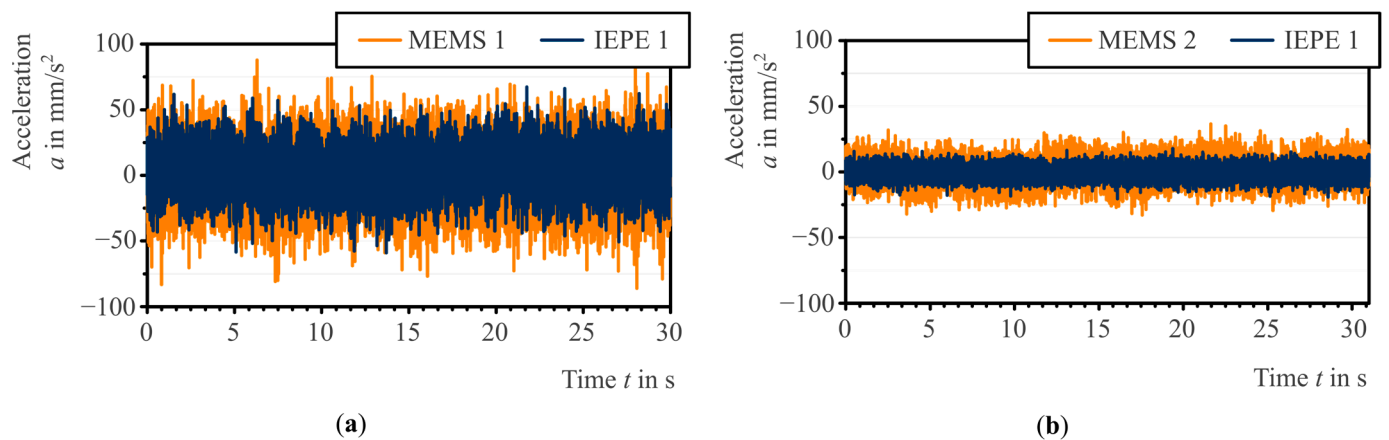 MEMS 1 IEPE 1
Acceleration
a in mm/s²
100
50
0
−50
−100
0 5 10 15 20 25 30
Time t in s
(a)
MEMS 2 IEPE 1
Acceleration
a in mm/s²
100
50
0
−50
−100
0 5 10 15 20 25 30
Time t in s
(b)